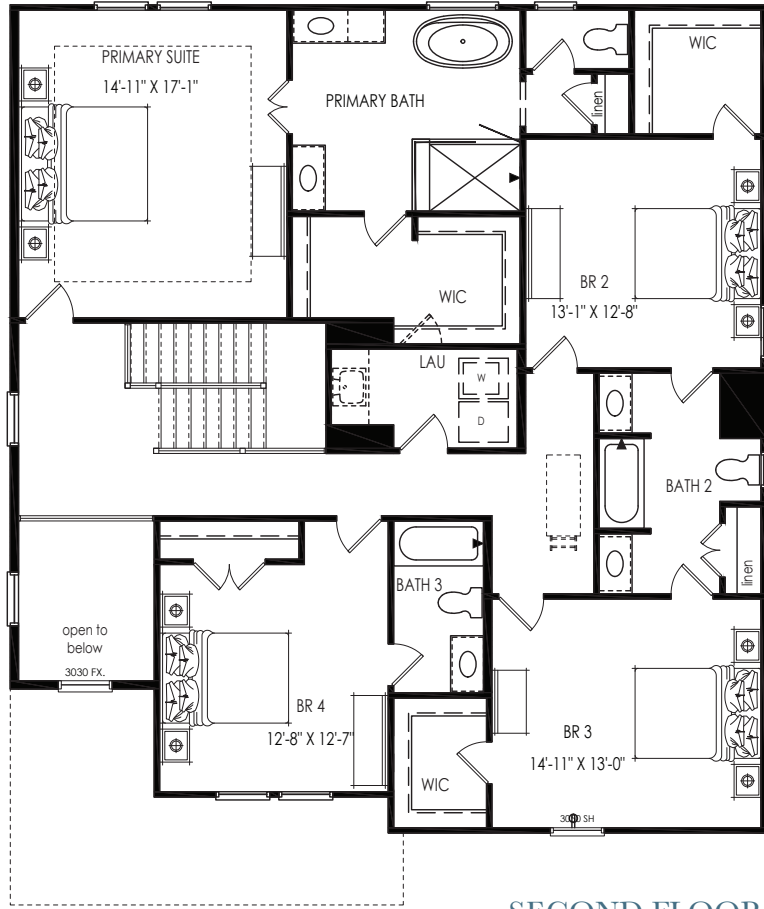 PRIMARY SUITE
14'-11" X 17'-1"
PRIMARY BATH
linen
WIC
BR 2
13'-1" X 12'-8"
WIC
LAU
W
D
BATH 2
linen
open to
below
3030 FX.
BATH 3
BR 4
12'-8" X 12'-7"
WIC
BR 3
14'-11" X 13'-0"
SH
SECOND FLOOR